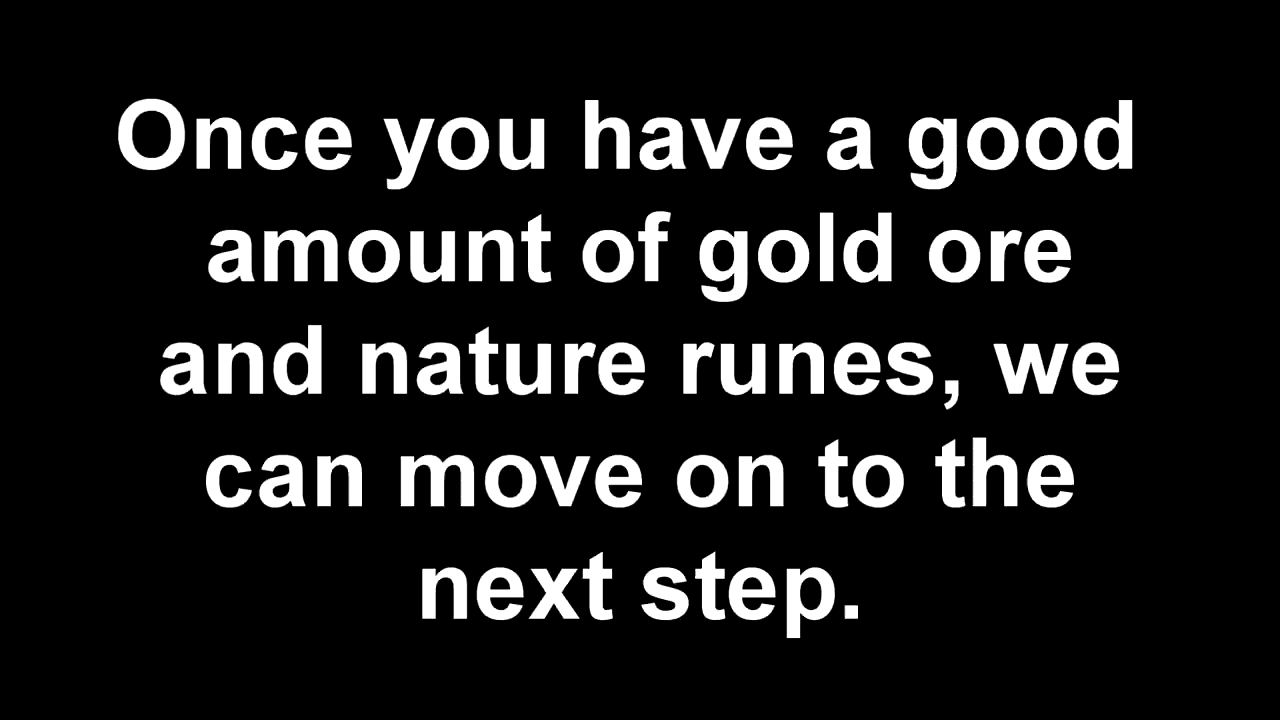 Once you have a good
amount of gold ore
and nature runes, we
can move on to the
next step.